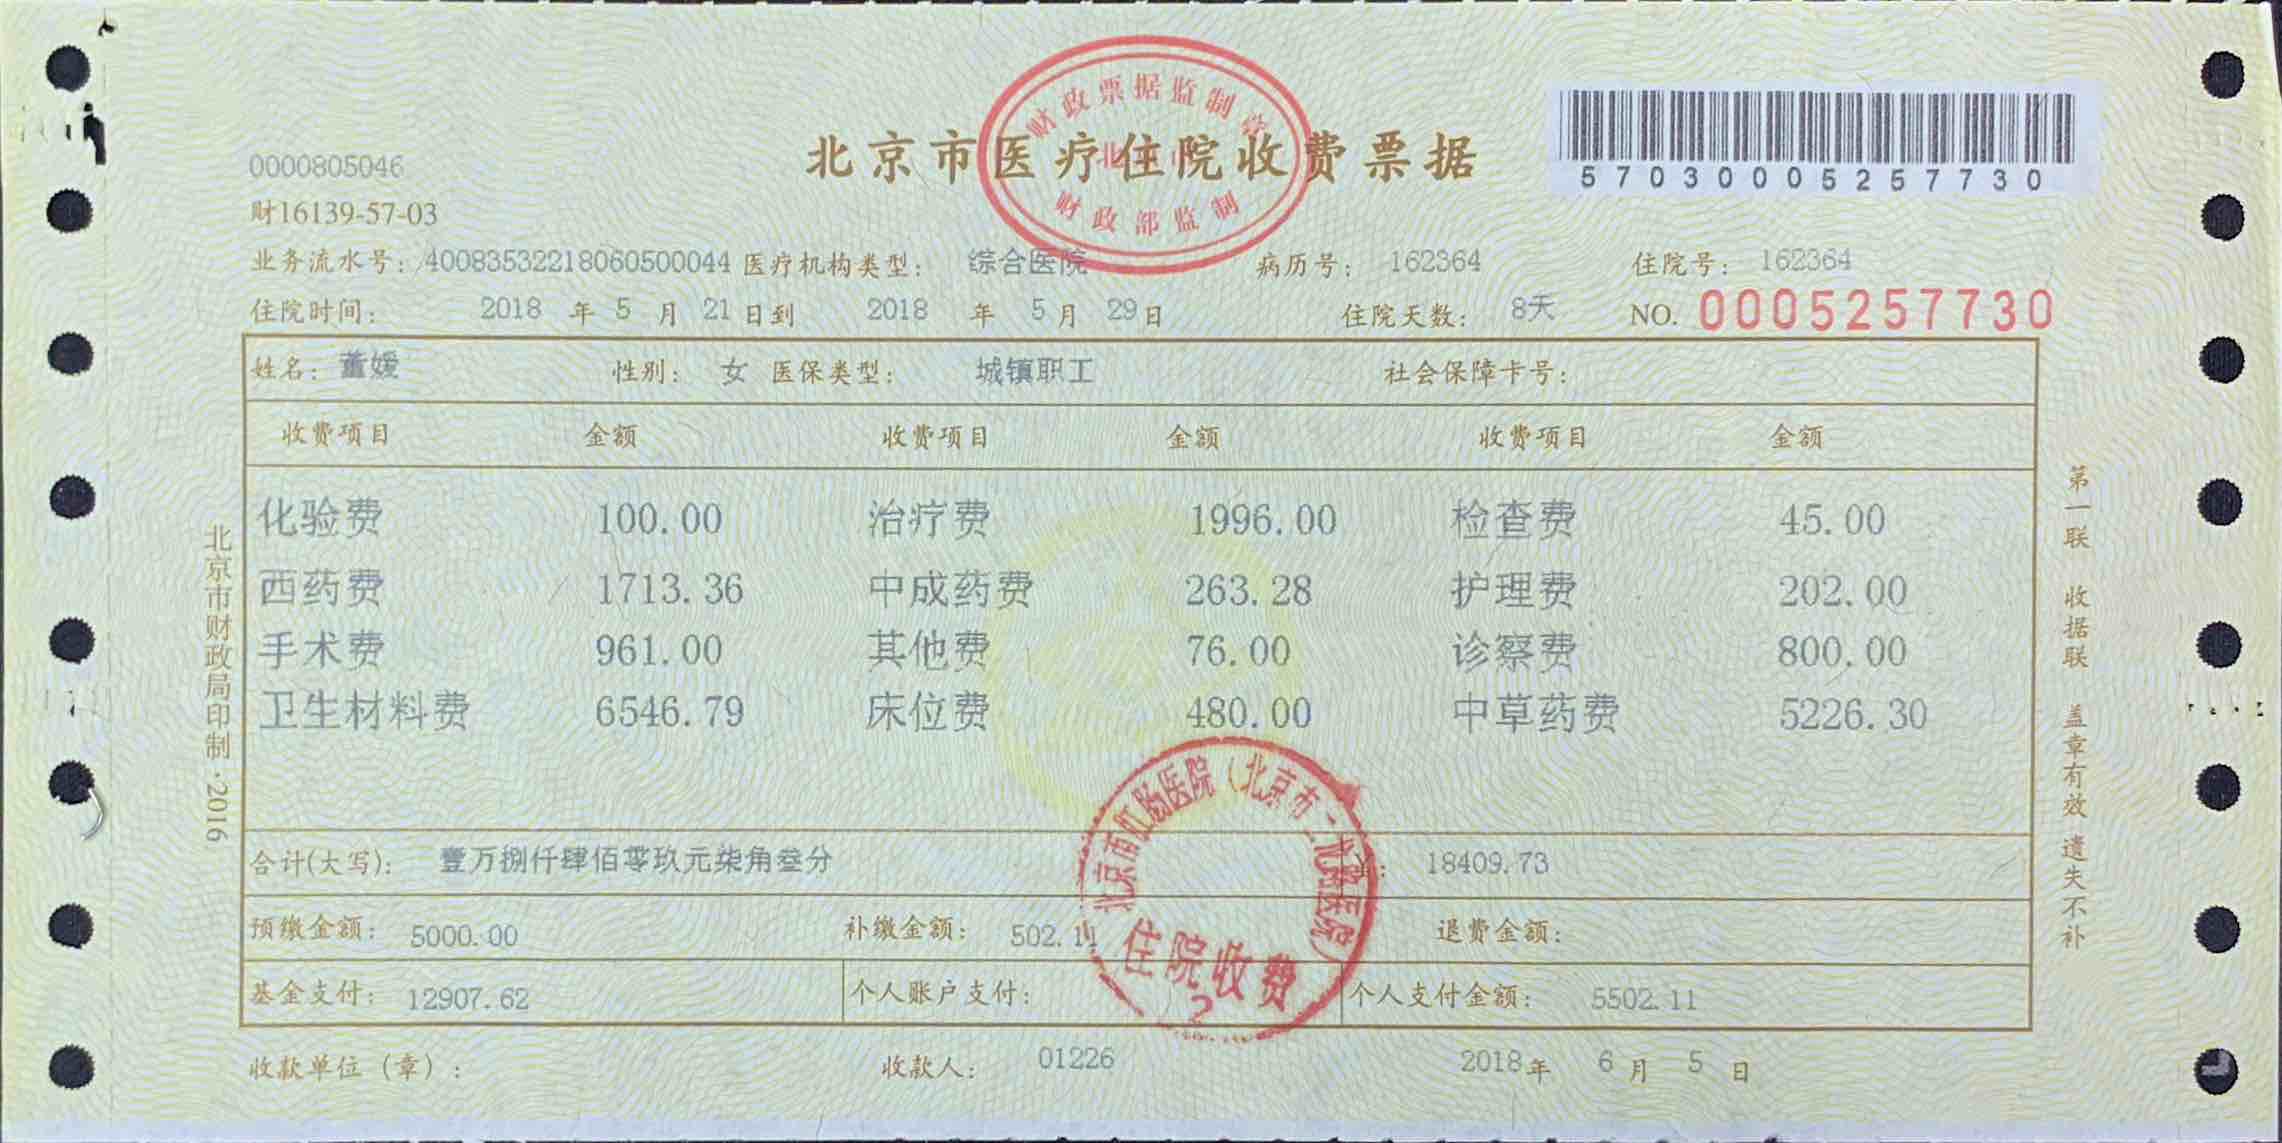 财政票据监制章
北京市医疗住院收费票据
财政部监制
57030005257730
0000805046
财16139-57-03
业务流水号: 40083532218060500044 医疗机构类型: 综合医院 病历号: 162364 住院号: 162364
住院时间: 2018 年 5 月 21 日到 2018 年 5 月 29 日 住院天数: 8天 NO. 0005257730
姓名: 董媛 性别: 女 医保类型: 城镇职工 社会保障卡号:
收费项目 金额 收费项目 金额 收费项目 金额
化验费 100.00 治疗费 1996.00 检查费 45.00
西药费 1713.36 中成药费 263.28 护理费 202.00
手术费 961.00 其他费 76.00 诊察费 800.00
卫生材料费 6546.79 床位费 480.00 中草药费 5226.30
合计(大写): 壹万捌仟肆佰零玖元柒角叁分 18409.73
预缴金额: 5000.00 补缴金额: 502.11 退费金额:
基金支付: 12907.62 个人账户支付: 个人支付金额: 5502.11
收款单位（章）: 收款人: 01226 2018年 6 月 5 日
北京市肛肠医院（北京市二龙路医院）
住院收费
2
北京市财政局印制·2016
第一联 收据联 盖章有效 遗失不补